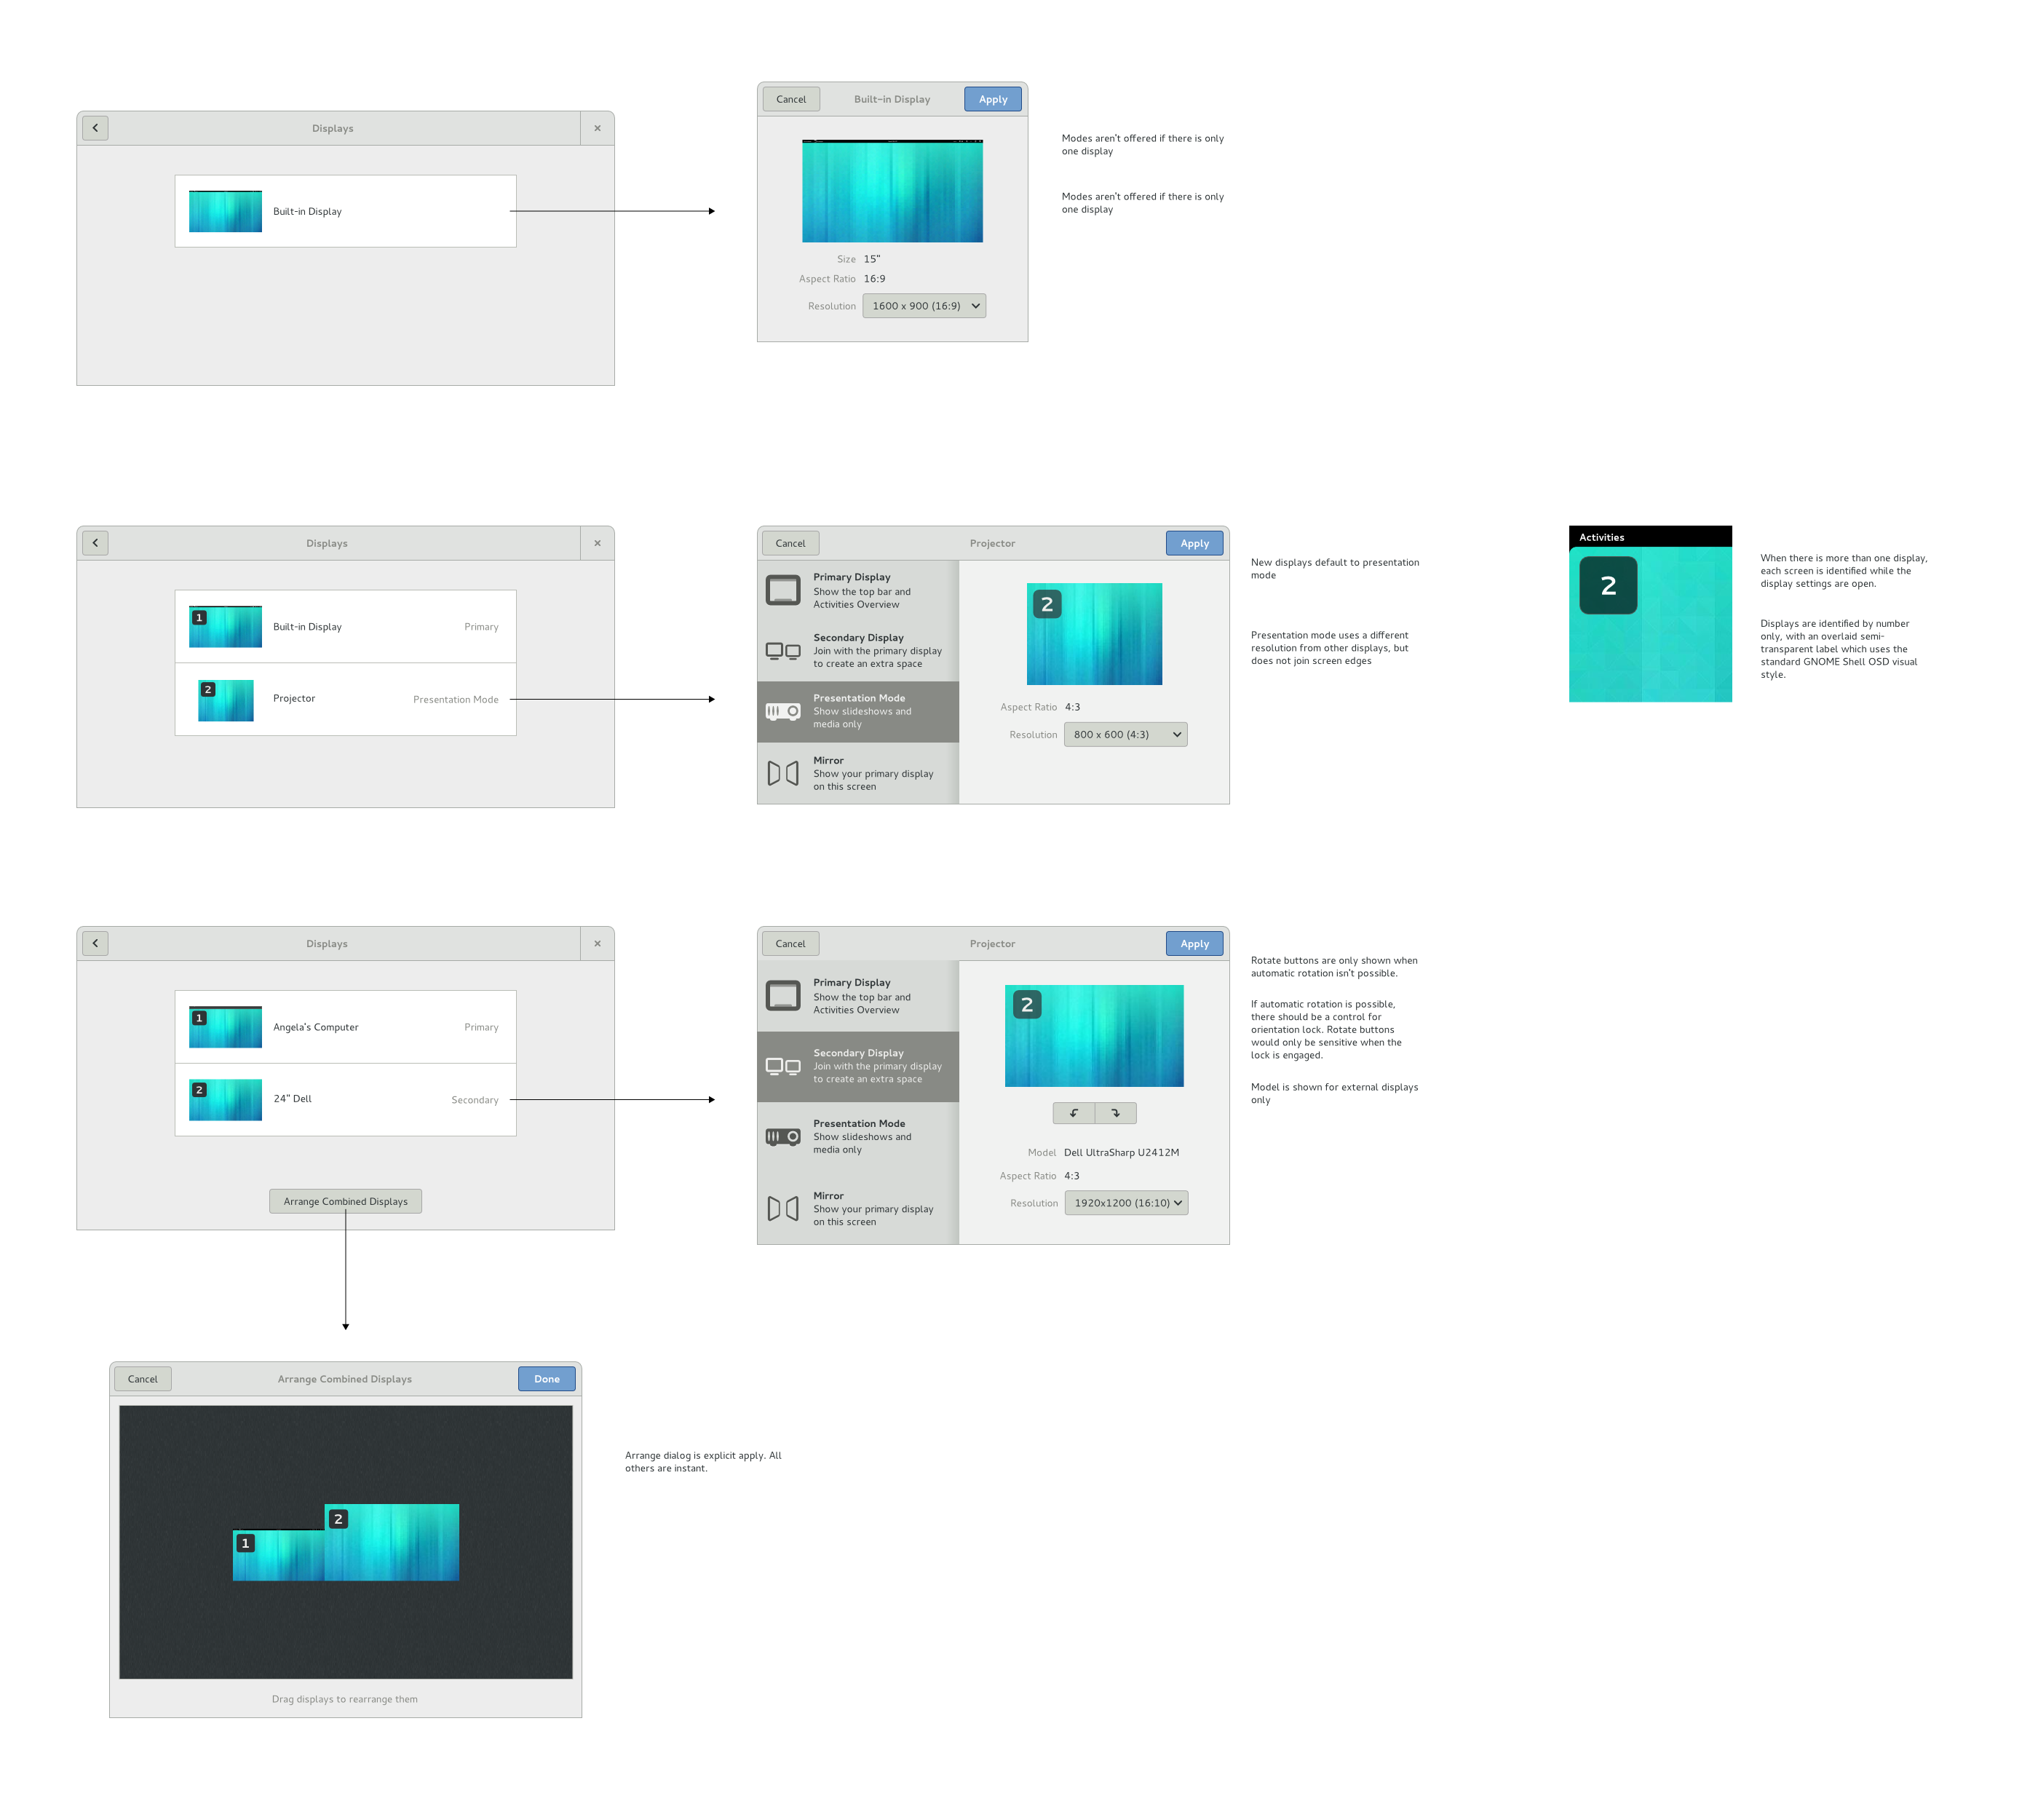 Displays
Built-in Display
Cancel
Built-in Display
Apply
Size 15"
Aspect Ratio 16:9
Resolution 1600 x 900 (16:9)
Modes aren't offered if there is only
one display
Modes aren't offered if there is only
one display
Displays
1
Built-in Display
Primary
2
Projector
Presentation Mode
Cancel
Projector
Apply
Primary Display
Show the top bar and
Activities Overview
Secondary Display
Join with the primary display
to create an extra space
Presentation Mode
Show slideshows and
media only
Mirror
Show your primary display
on this screen
2
Aspect Ratio 4:3
Resolution 800 x 600 (4:3)
New displays default to presentation
mode
Presentation mode uses a different
resolution from other displays, but
does not join screen edges
Activities
2
When there is more than one display,
each screen is identified while the
display settings are open.
Displays are identified by number
only, with an overlaid semi-
transparent label which uses the
standard GNOME Shell OSD visual
style.
Displays
1
Angela's Computer
Primary
2
24" Dell
Secondary
Arrange Combined Displays
Cancel
Projector
Apply
Primary Display
Show the top bar and
Activities Overview
Secondary Display
Join with the primary display
to create an extra space
Presentation Mode
Show slideshows and
media only
Mirror
Show your primary display
on this screen
2
Model Dell UltraSharp U2412M
Aspect Ratio 4:3
Resolution 1920x1200 (16:10)
Rotate buttons are only shown when
automatic rotation isn't possible.
If automatic rotation is possible,
there should be a control for
orientation lock. Rotate buttons
would only be sensitive when the
lock is engaged.
Model is shown for external displays
only
Cancel
Arrange Combined Displays
Done
1
2
Drag displays to rearrange them
Arrange dialog is explicit apply. All
others are instant.